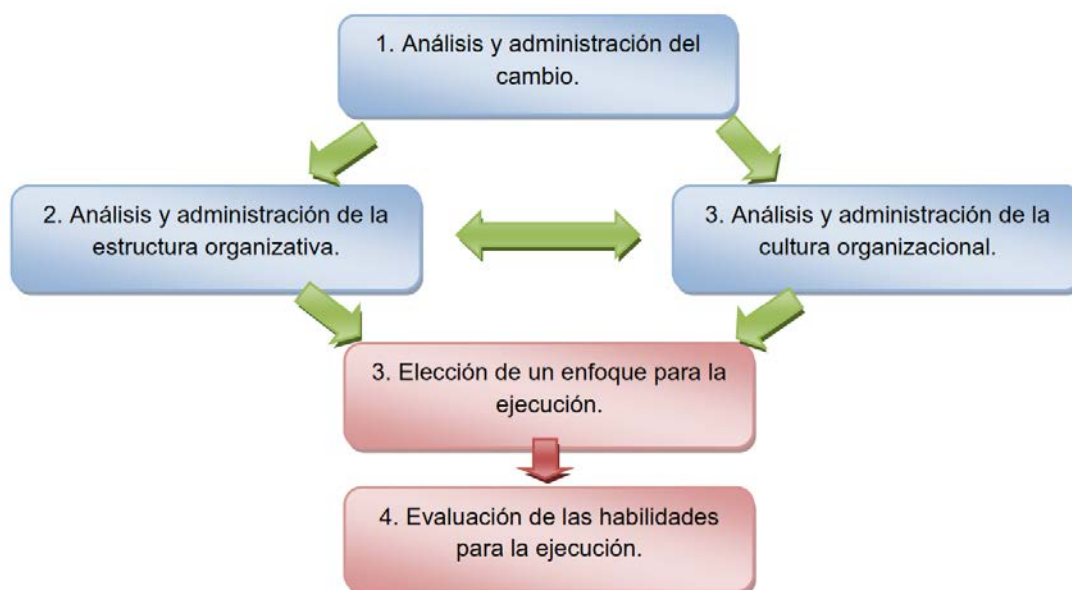 1. Análisis y administración del
cambio.
2. Análisis y administración de la
estructura organizativa.
3. Análisis y administración de la
cultura organizacional.
3. Elección de un enfoque para la
ejecución.
4. Evaluación de las habilidades
para la ejecución.